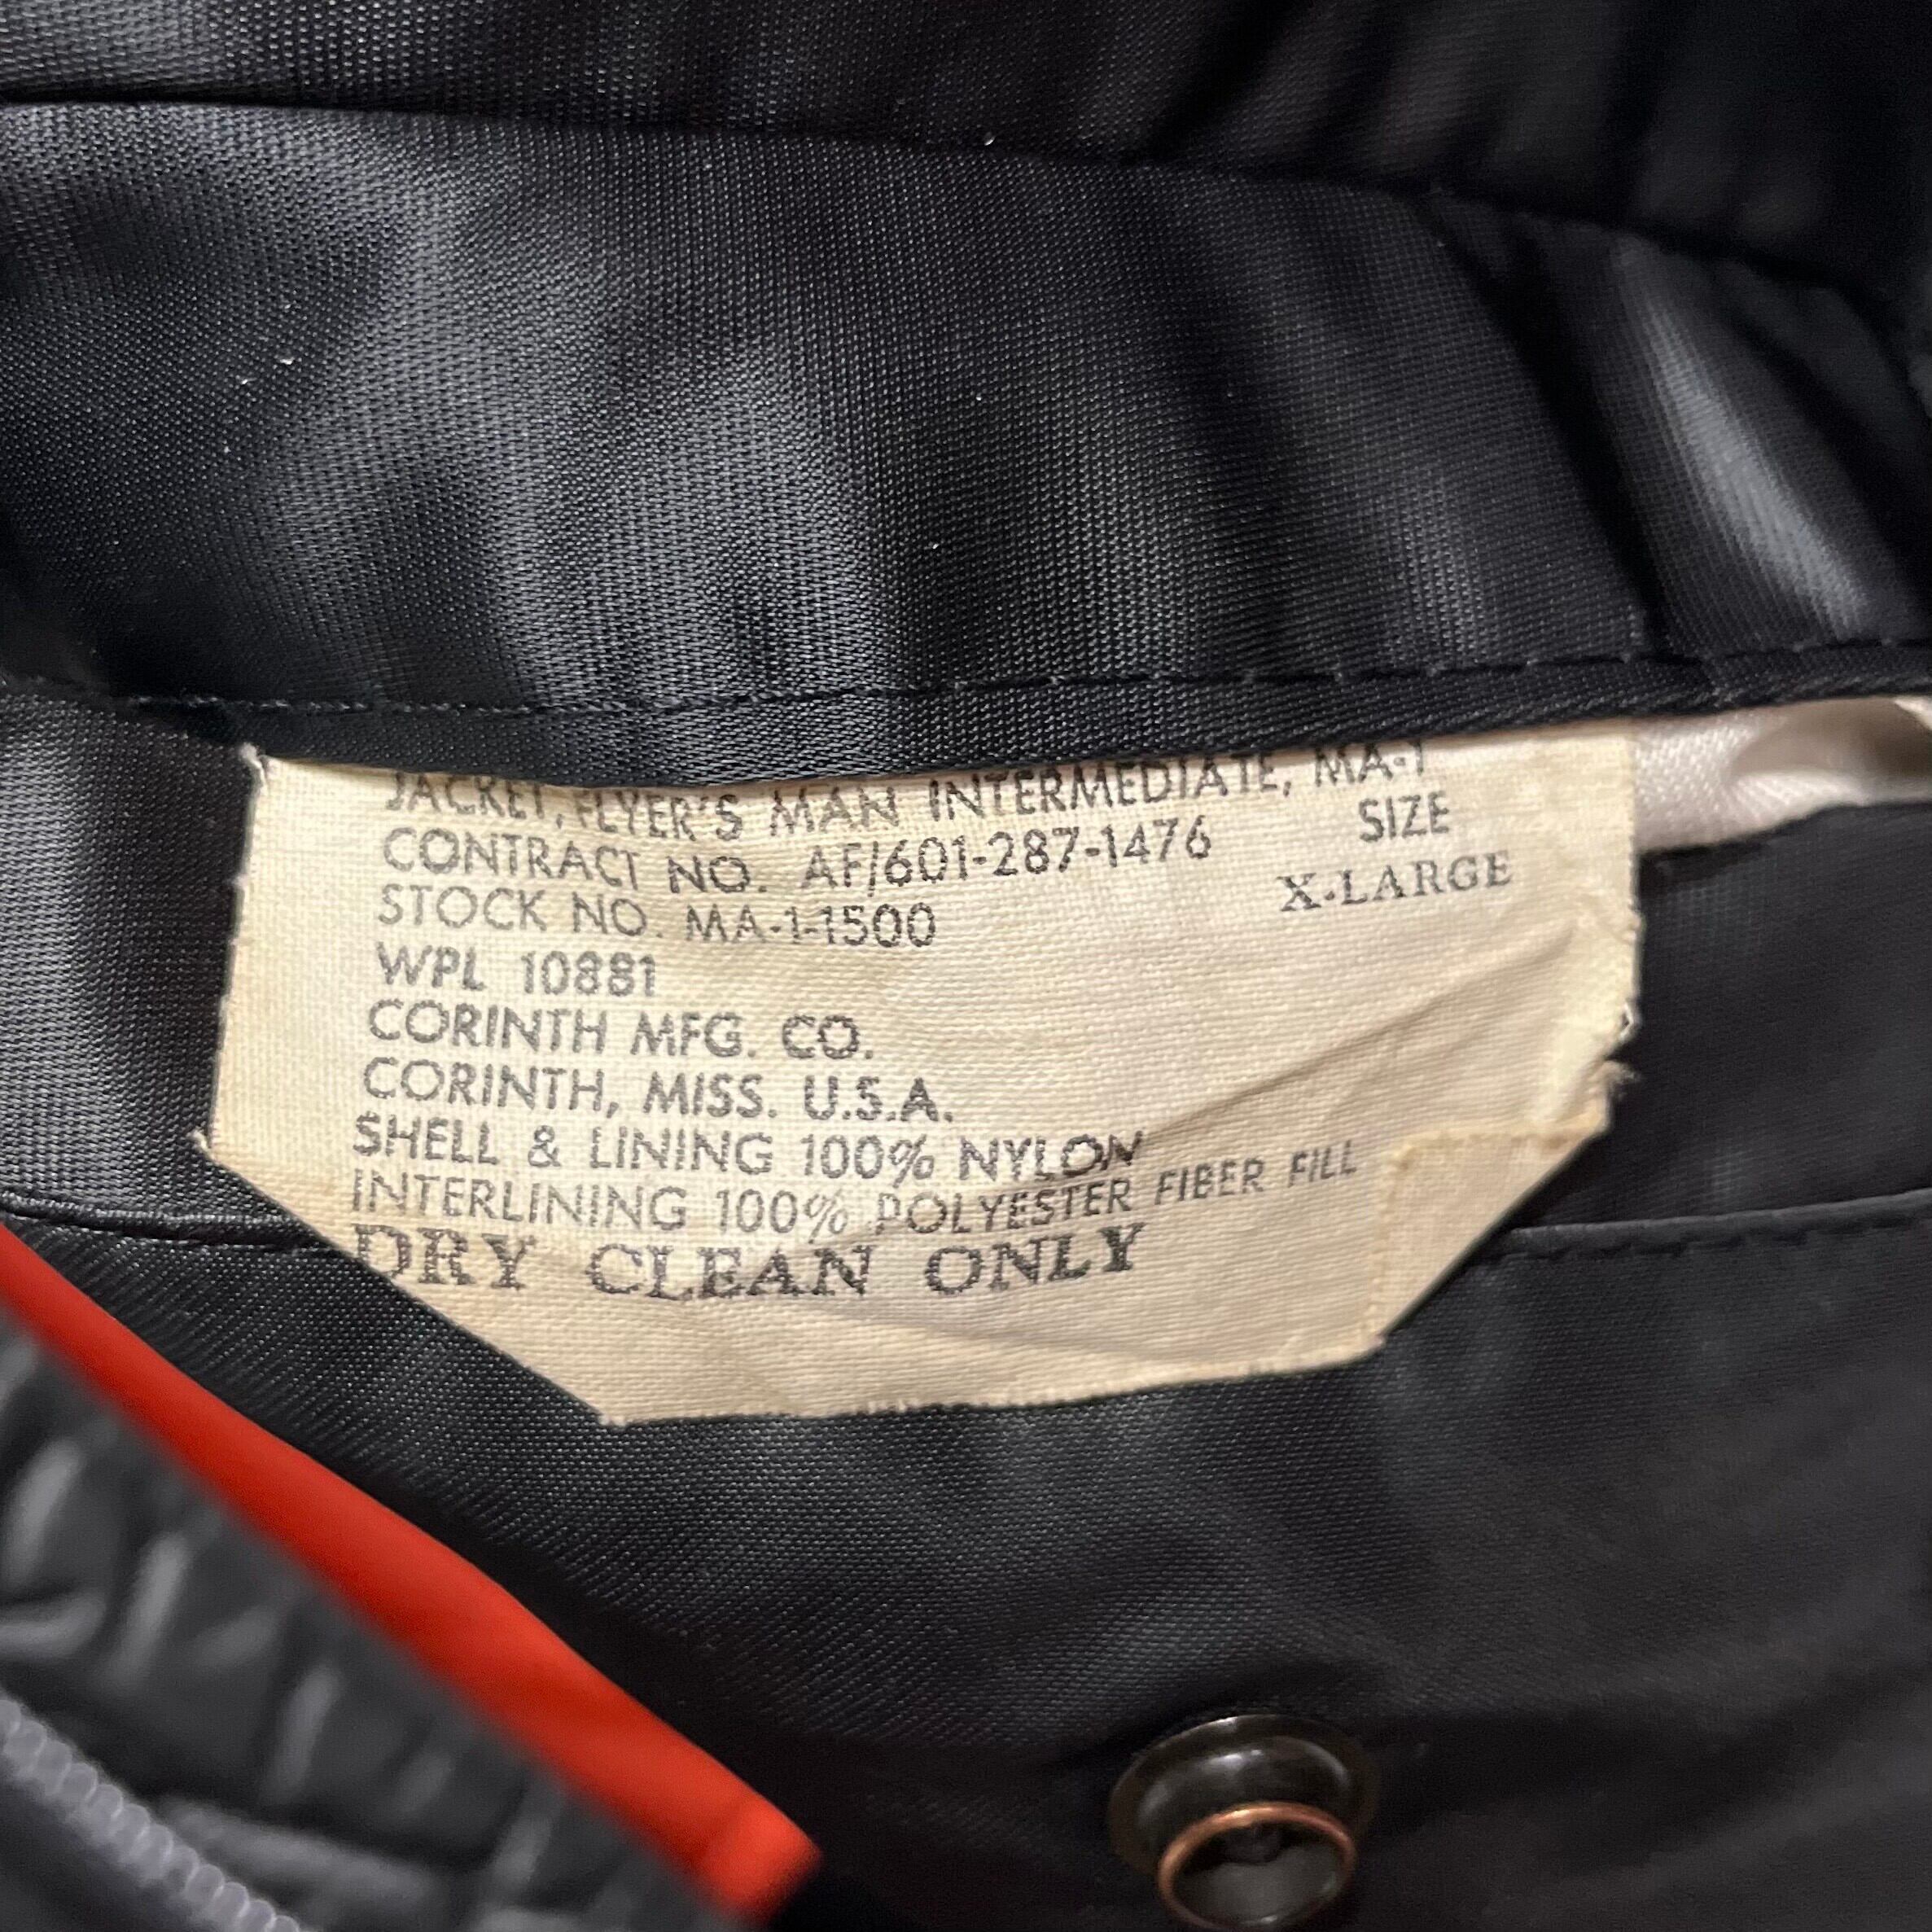 JACKET, FLYER'S MAN INTERMEDIATE, MA-1
CONTRACT NO. AF/601-287-1476 SIZE
STOCK NO. MA-1-1500 X-LARGE
WPL 10881
CORINTH MFG. CO.
CORINTH, MISS. U.S.A.
SHELL & LINING 100% NYLON
INTERLINING 100% POLYESTER FIBER FILL
DRY CLEAN ONLY